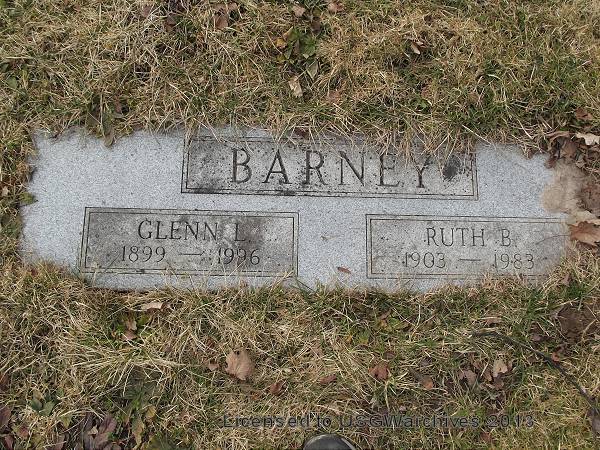 BARNEY
GLENN L.
1899 — 1996
RUTH B.
1903 — 1983
Licensed to USGWarchives 2013